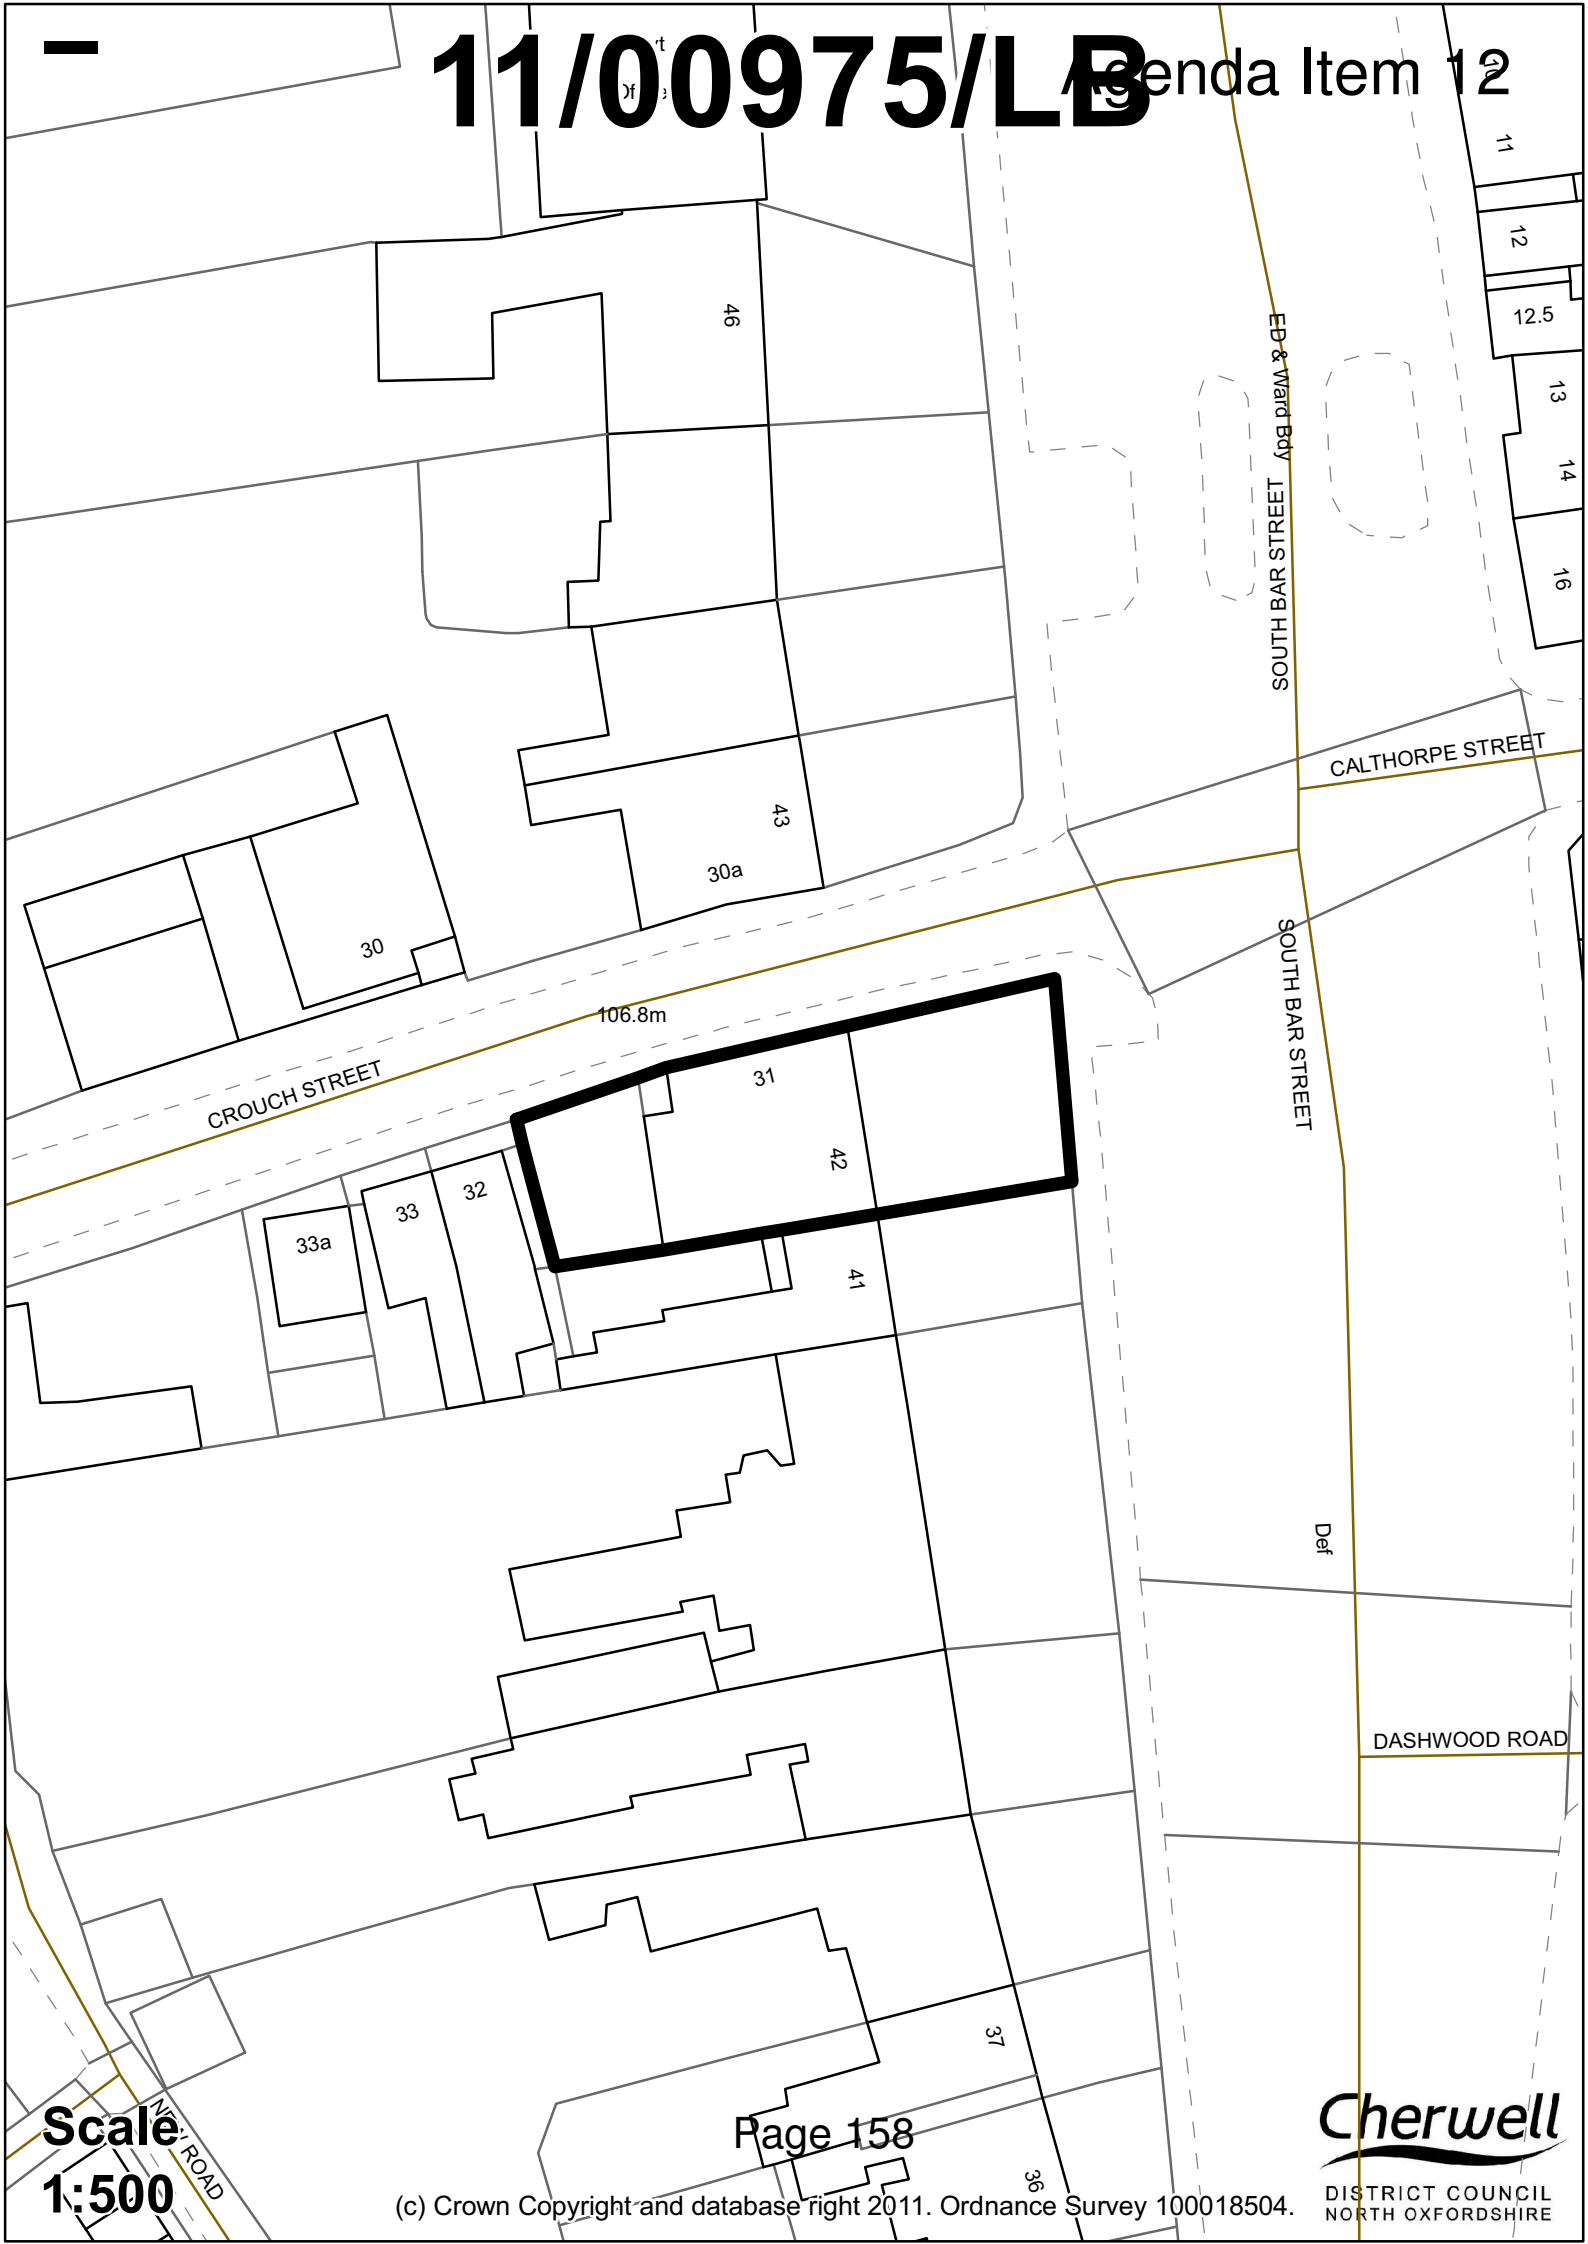 11/00975/LB
Agenda Item 12
10
11
12
12.5
13
14
16
46
ED & Ward Bdy
SOUTH BAR STREET
CALTHORPE STREET
43
30a
30
106.8m
CROUCH STREET
SOUTH BAR STREET
31
42
32
33
33a
41
Def
DASHWOOD ROAD
37
36
NEW ROAD
Scale
1:500
Page 158
(c) Crown Copyright and database right 2011. Ordnance Survey 100018504.
Cherwell
DISTRICT COUNCIL
NORTH OXFORDSHIRE